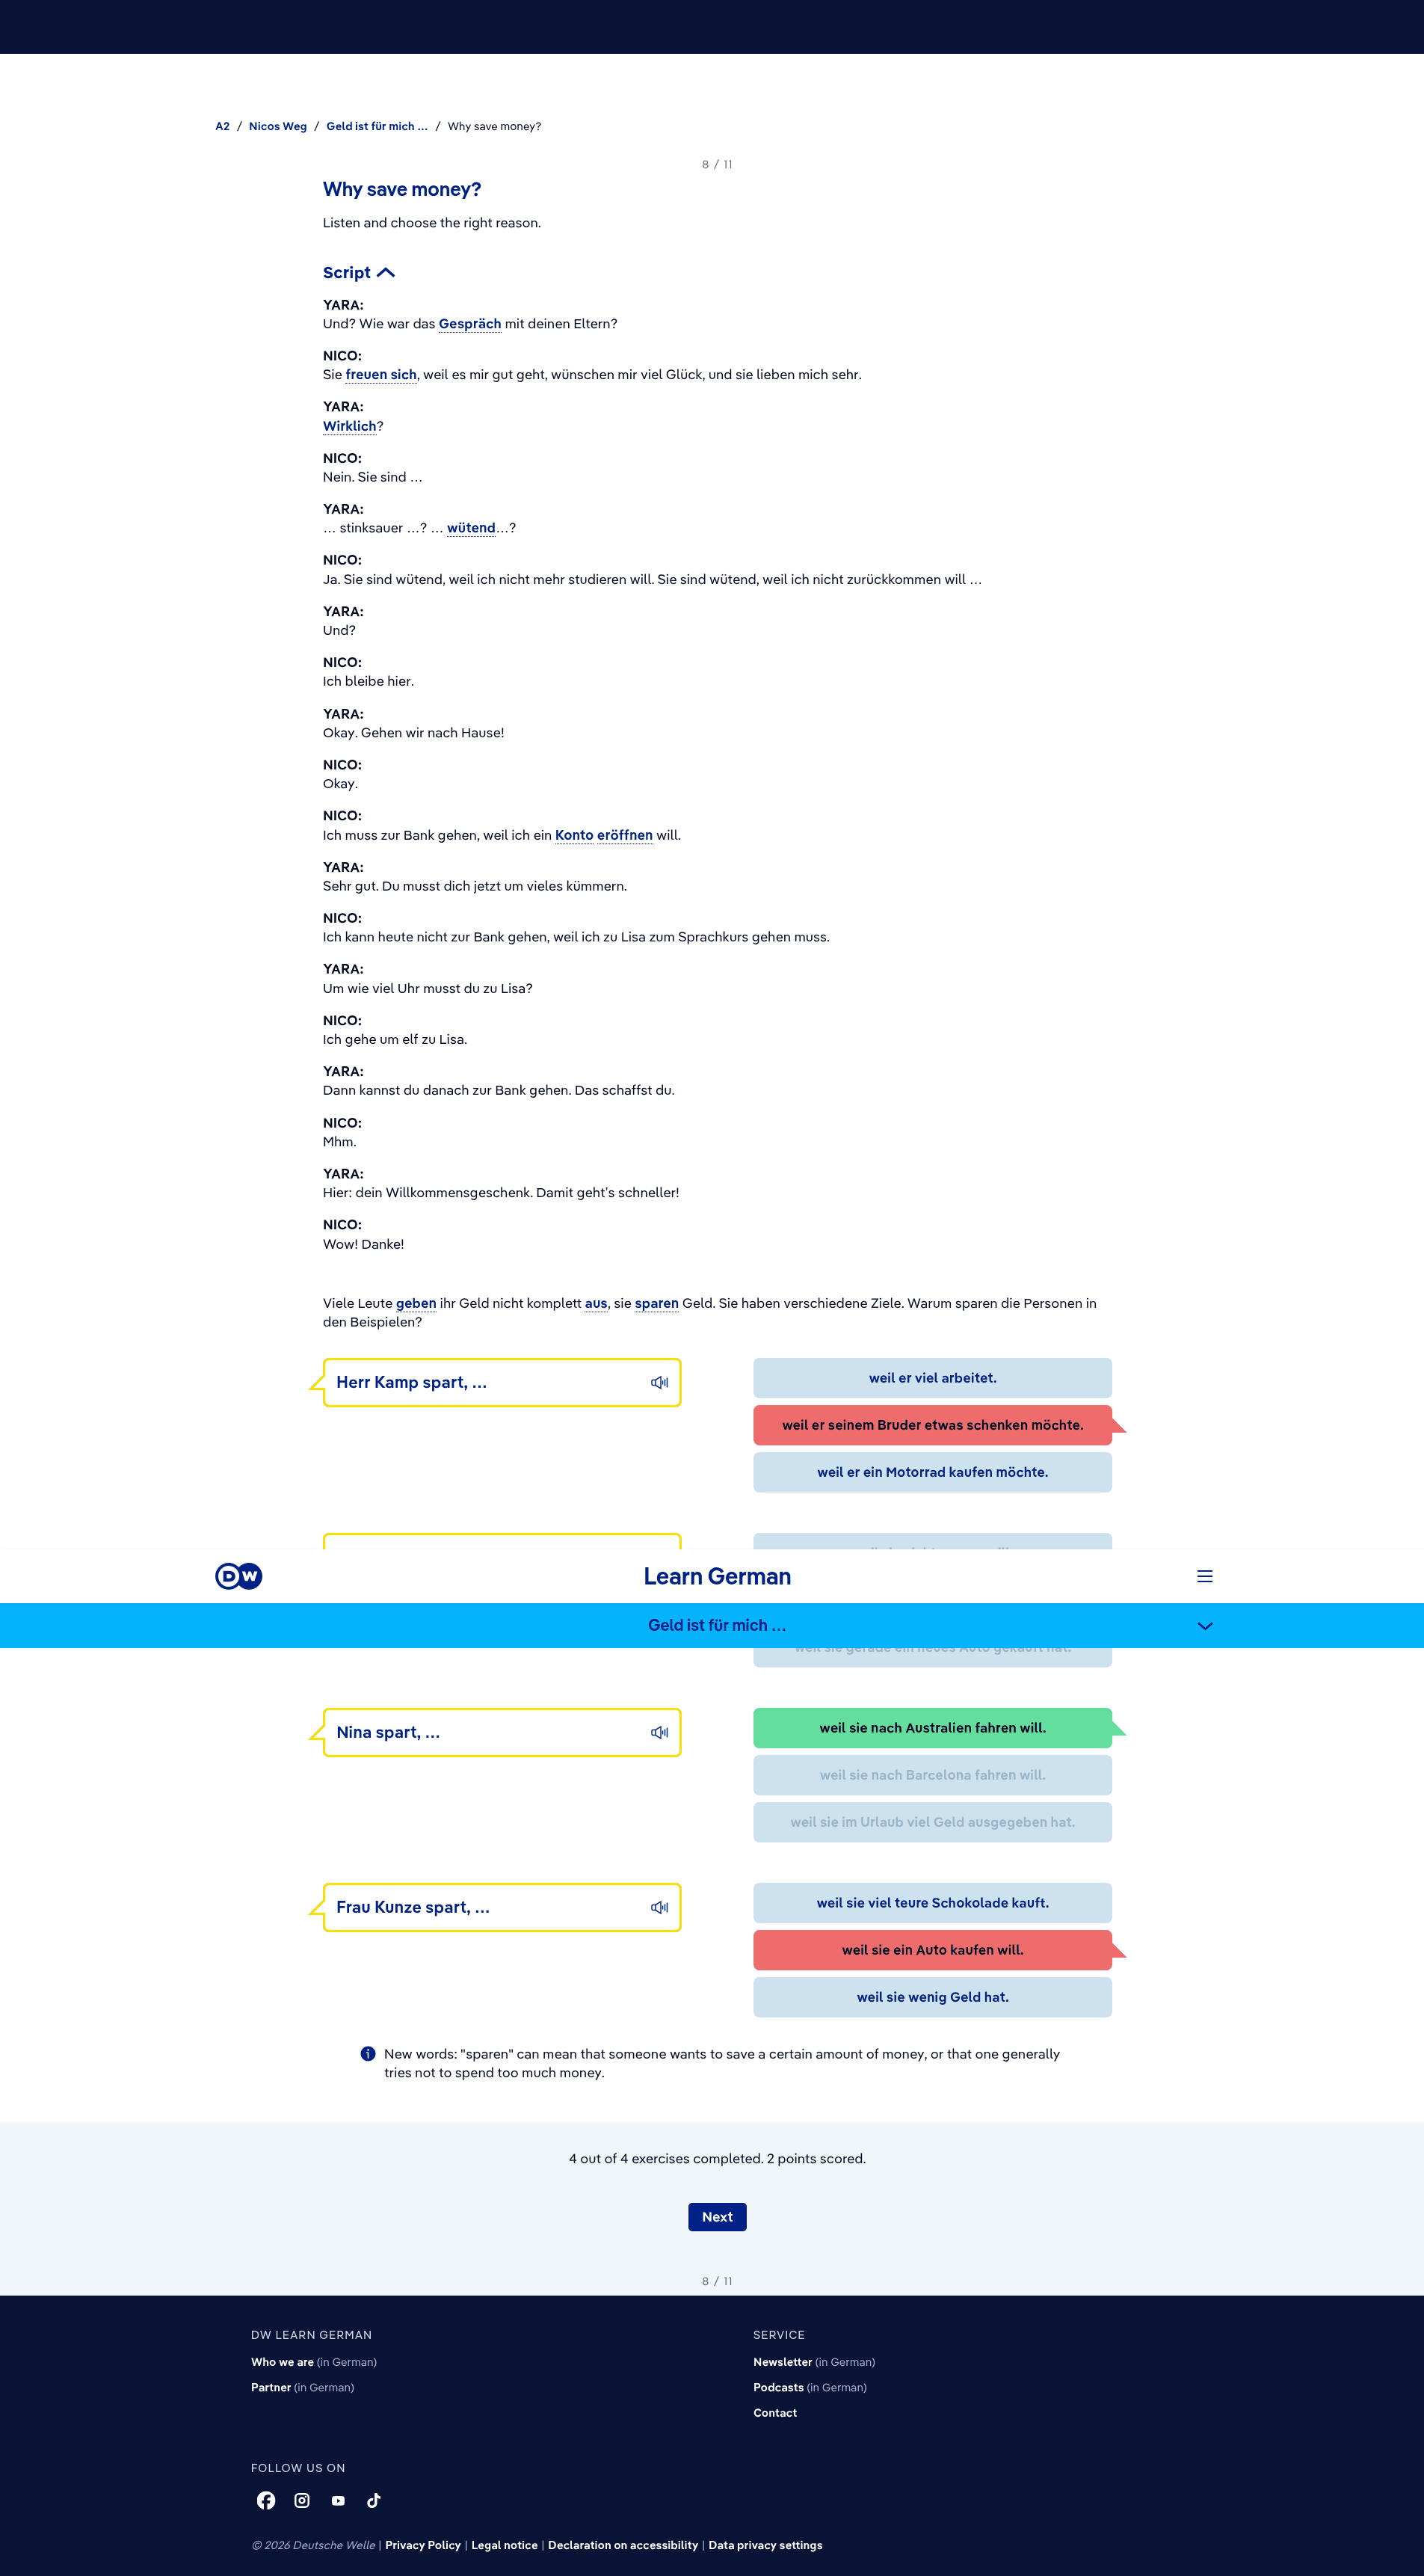 A2 / Nicos Weg / Geld ist für mich … / Why save money?
8 / 11
Why save money?
Listen and choose the right reason.
Script
YARA:
Und? Wie war das Gespräch mit deinen Eltern?
NICO:
Sie freuen sich, weil es mir gut geht, wünschen mir viel Glück, und sie lieben mich sehr.
YARA:
Wirklich?
NICO:
Nein. Sie sind …
YARA:
… stinksauer …? … wütend…?
NICO:
Ja. Sie sind wütend, weil ich nicht mehr studieren will. Sie sind wütend, weil ich nicht zurückkommen will …
YARA:
Und?
NICO:
Ich bleibe hier.
YARA:
Okay. Gehen wir nach Hause!
NICO:
Okay.
NICO:
Ich muss zur Bank gehen, weil ich ein Konto eröffnen will.
YARA:
Sehr gut. Du musst dich jetzt um vieles kümmern.
NICO:
Ich kann heute nicht zur Bank gehen, weil ich zu Lisa zum Sprachkurs gehen muss.
YARA:
Um wie viel Uhr musst du zu Lisa?
NICO:
Ich gehe um elf zu Lisa.
YARA:
Dann kannst du danach zur Bank gehen. Das schaffst du.
NICO:
Mhm.
YARA:
Hier: dein Willkommensgeschenk. Damit geht's schneller!
NICO:
Wow! Danke!
Viele Leute geben ihr Geld nicht komplett aus, sie sparen Geld. Sie haben verschiedene Ziele. Warum sparen die Personen in
den Beispielen?
Herr Kamp spart, …
weil er viel arbeitet.
weil er seinem Bruder etwas schenken möchte.
weil er ein Motorrad kaufen möchte.
DW
Learn German
Geld ist für mich …
weil sie gerade ein neues Auto gekauft hat.
Nina spart, …
weil sie nach Australien fahren will.
weil sie nach Barcelona fahren will.
weil sie im Urlaub viel Geld ausgegeben hat.
Frau Kunze spart, …
weil sie viel teure Schokolade kauft.
weil sie ein Auto kaufen will.
weil sie wenig Geld hat.
New words: "sparen" can mean that someone wants to save a certain amount of money, or that one generally
tries not to spend too much money.
4 out of 4 exercises completed. 2 points scored.
Next
8 / 11
DW LEARN GERMAN
Who we are (in German)
Partner (in German)
SERVICE
Newsletter (in German)
Podcasts (in German)
Contact
FOLLOW US ON
© 2026 Deutsche Welle | Privacy Policy | Legal notice | Declaration on accessibility | Data privacy settings